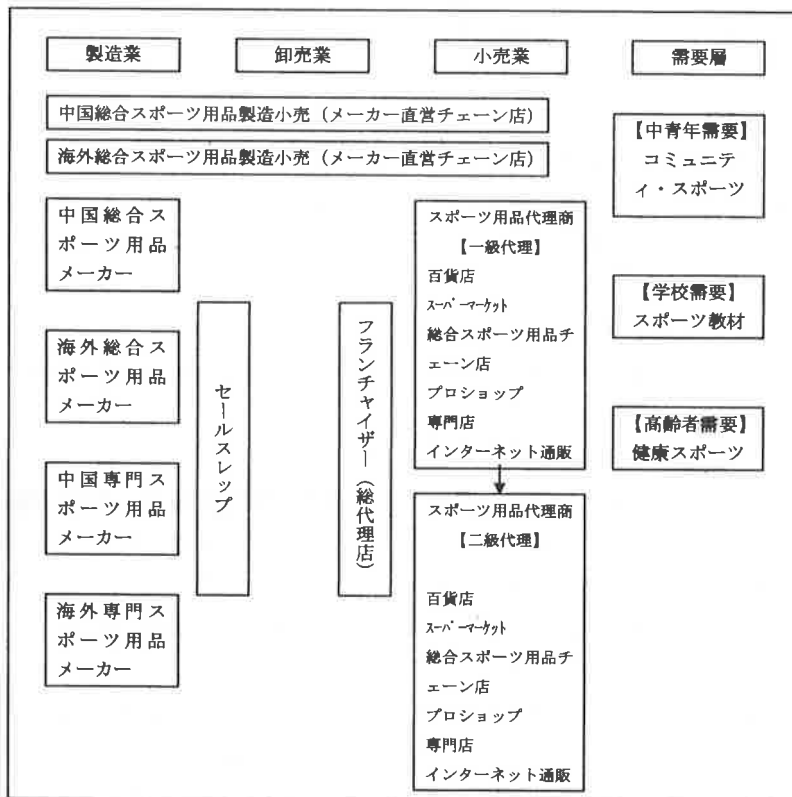 製造業
卸売業
小売業
需要層
中国総合スポーツ用品製造小売（メーカー直営チェーン店）
海外総合スポーツ用品製造小売（メーカー直営チェーン店）
中国総合ス
ポーツ用品
メーカー
海外総合ス
ポーツ用品
メーカー
中国専門ス
ポーツ用品
メーカー
海外専門ス
ポーツ用品
メーカー
セールスレップ
フランチャイザー（総代理店）
スポーツ用品代理商
【一級代理】
百貨店
スーパーマーケット
総合スポーツ用品チ
ェーン店
プロショップ
専門店
インターネット通販
スポーツ用品代理商
【二級代理】
百貨店
スーパーマーケット
総合スポーツ用品チ
ェーン店
プロショップ
専門店
インターネット通販
【中青年需要】
コミュニテ
ィ・スポーツ
【学校需要】
スポーツ教材
【高齢者需要】
健康スポーツ